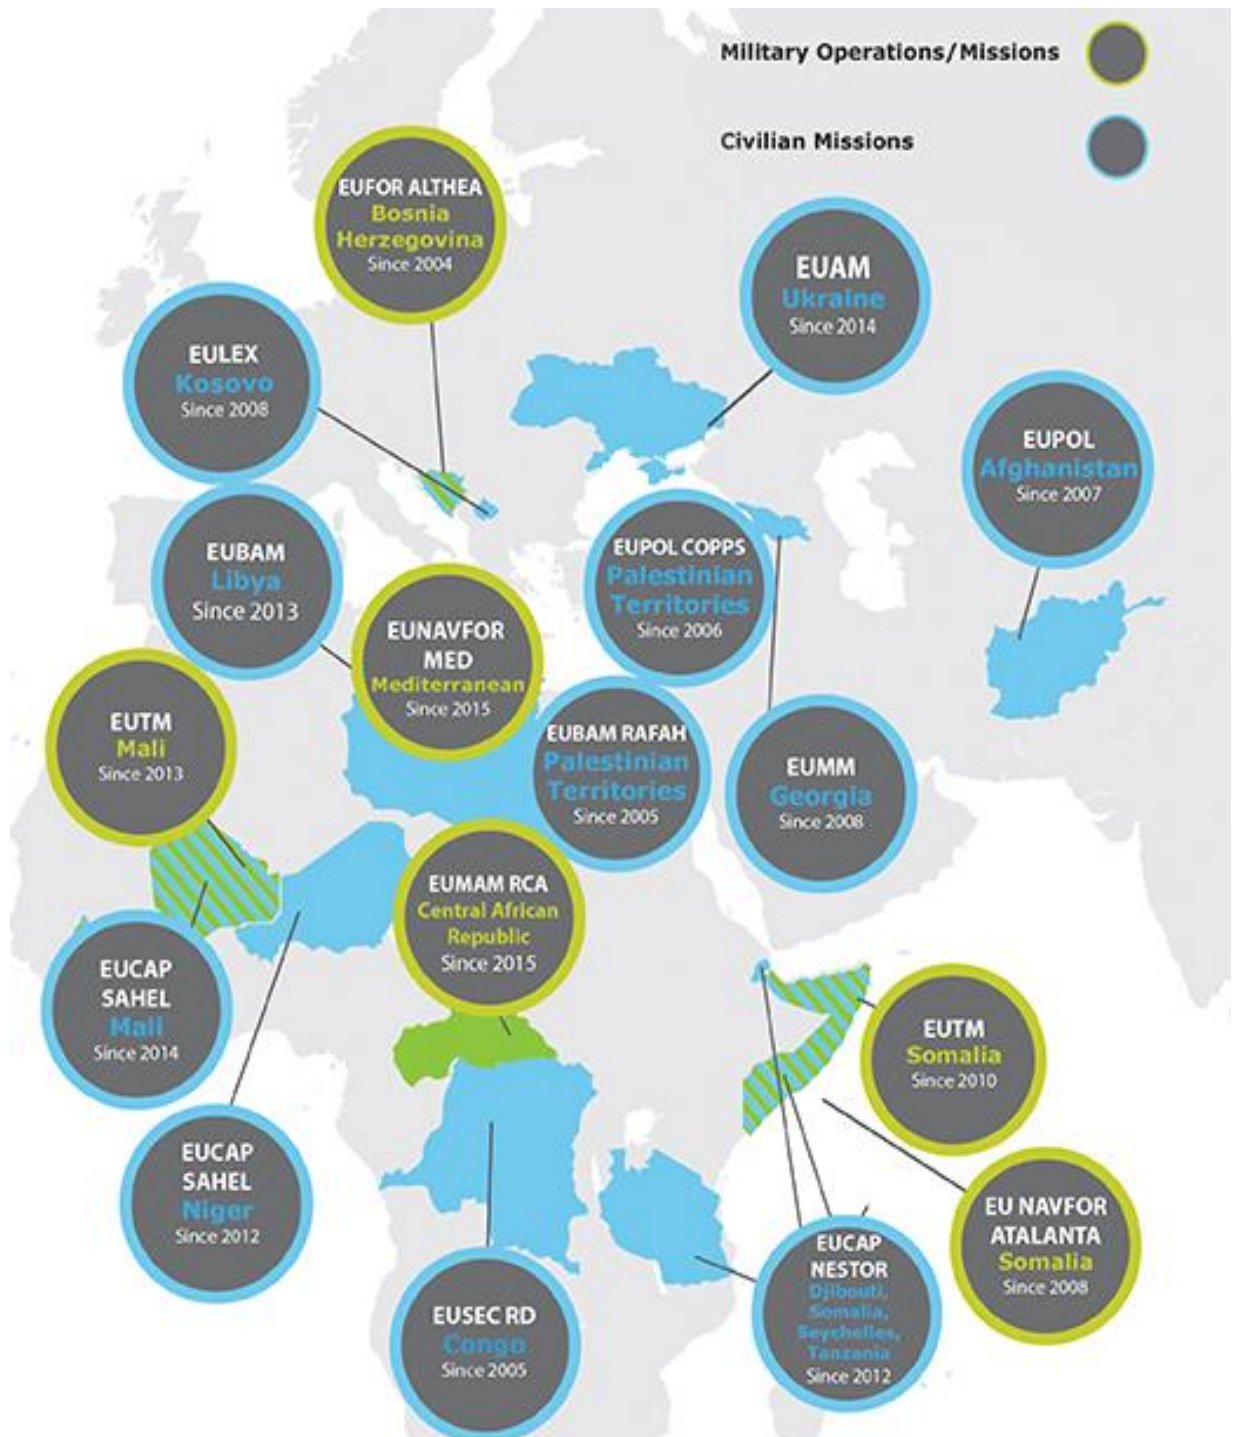 Military Operations/Missions
Civilian Missions
EUFOR ALTHEA
Bosnia
Herzegovina
Since 2004
EUAM
Ukraine
Since 2014
EULEX
Kosovo
Since 2008
EUPOL
Afghanistan
Since 2007
EUBAM
Libya
Since 2013
EUPOL COPPS
Palestinian
Territories
Since 2006
EUNAVFOR
MED
Mediterranean
Since 2015
EUTM
Mali
Since 2013
EUBAM RAFAH
Palestinian
Territories
Since 2005
EUMM
Georgia
Since 2008
EUMAM RCA
Central African
Republic
Since 2015
EUCAP
SAHEL
Mali
Since 2014
EUTM
Somalia
Since 2010
EUCAP
SAHEL
Niger
Since 2012
EU NAVFOR
ATALANTA
Somalia
Since 2008
EUSEC RD
Congo
Since 2005
EUCAP
NESTOR
Djibouti,
Somalia,
Seychelles,
Tanzania
Since 2012